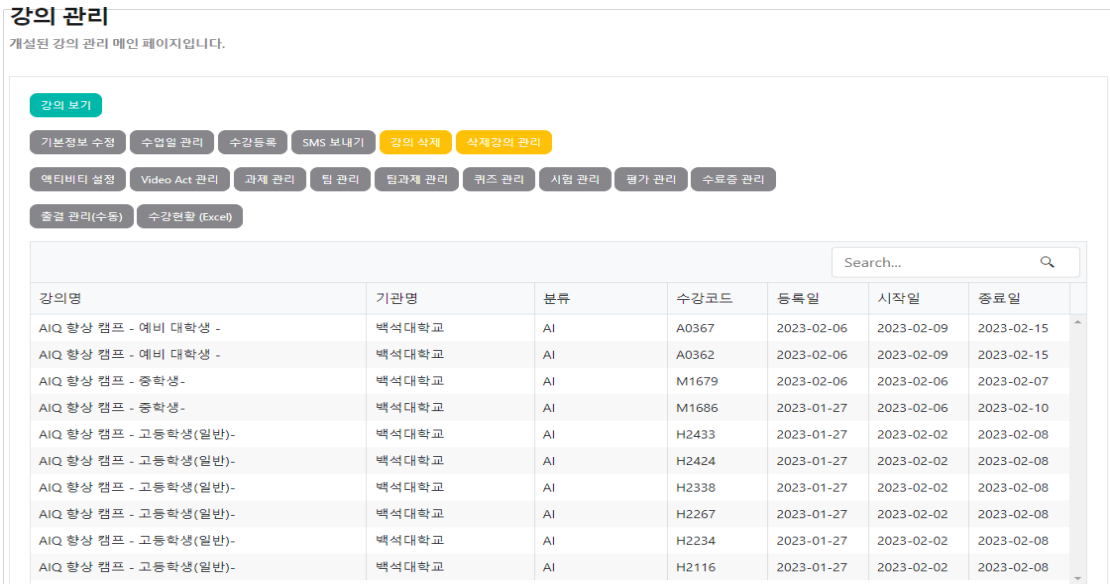 강의 관리
개설된 강의 관리 메인 페이지입니다.
강의 보기
기본정보 수정 수업일 관리 수강등록 SMS 보내기 강의 삭제 삭제강의 관리
액티비티 설정 Video Act 관리 과제 관리 팀 관리 팀과제 관리 퀴즈 관리 시험 관리 평가 관리 수료증 관리
출결 관리(수동) 수강현황 (Excel)
Search...
강의명 기관명 분류 수강코드 등록일 시작일 종료일
AIQ 향상 캠프 - 예비 대학생 - 백석대학교 AI A0367 2023-02-06 2023-02-09 2023-02-15
AIQ 향상 캠프 - 예비 대학생 - 백석대학교 AI A0362 2023-02-06 2023-02-09 2023-02-15
AIQ 향상 캠프 - 중학생- 백석대학교 AI M1679 2023-02-06 2023-02-06 2023-02-07
AIQ 향상 캠프 - 중학생- 백석대학교 AI M1686 2023-01-27 2023-02-06 2023-02-10
AIQ 향상 캠프 - 고등학생(일반)- 백석대학교 AI H2433 2023-01-27 2023-02-02 2023-02-08
AIQ 향상 캠프 - 고등학생(일반)- 백석대학교 AI H2424 2023-01-27 2023-02-02 2023-02-08
AIQ 향상 캠프 - 고등학생(일반)- 백석대학교 AI H2338 2023-01-27 2023-02-02 2023-02-08
AIQ 향상 캠프 - 고등학생(일반)- 백석대학교 AI H2267 2023-01-27 2023-02-02 2023-02-08
AIQ 향상 캠프 - 고등학생(일반)- 백석대학교 AI H2234 2023-01-27 2023-02-02 2023-02-08
AIQ 향상 캠프 - 고등학생(일반)- 백석대학교 AI H2116 2023-01-27 2023-02-02 2023-02-08